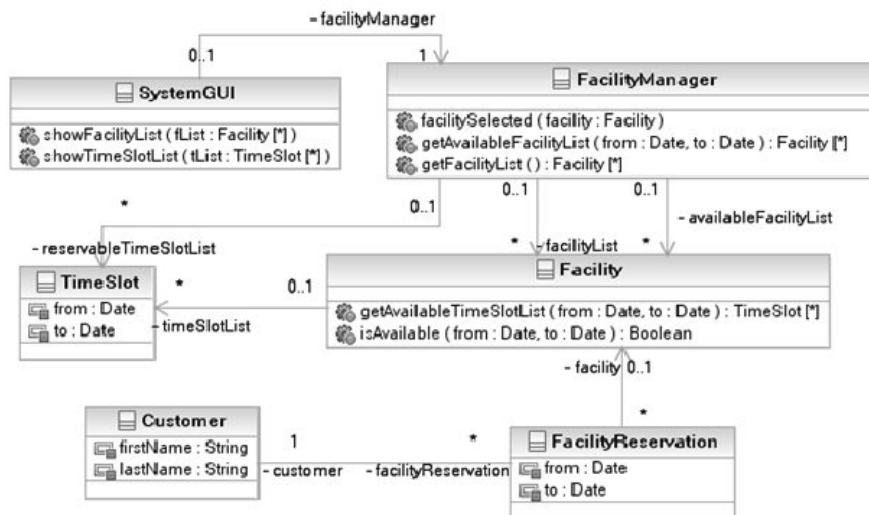 - facilityManager
0..1
1
SystemGUI
showFacilityList ( fList : Facility [*] )
showTimeSlotList ( tList : TimeSlot [*] )
FacilityManager
facilitySelected ( facility : Facility )
getAvailableFacilityList ( from : Date, to : Date ) : Facility [*]
getFacilityList ( ) : Facility [*]
*
0..1
0..1
0..1
- availableFacilityList
- reservableTimeSlotList
*
- facilityList
*
TimeSlot
from : Date
to : Date
*
0..1
- timeSlotList
Facility
getAvailableTimeSlotList ( from : Date, to : Date ) : TimeSlot [*]
isAvailable ( from : Date, to : Date ) : Boolean
- facility
0..1
*
Customer
firstName : String
lastName : String
1
*
- customer
- facilityReservation
FacilityReservation
from : Date
to : Date